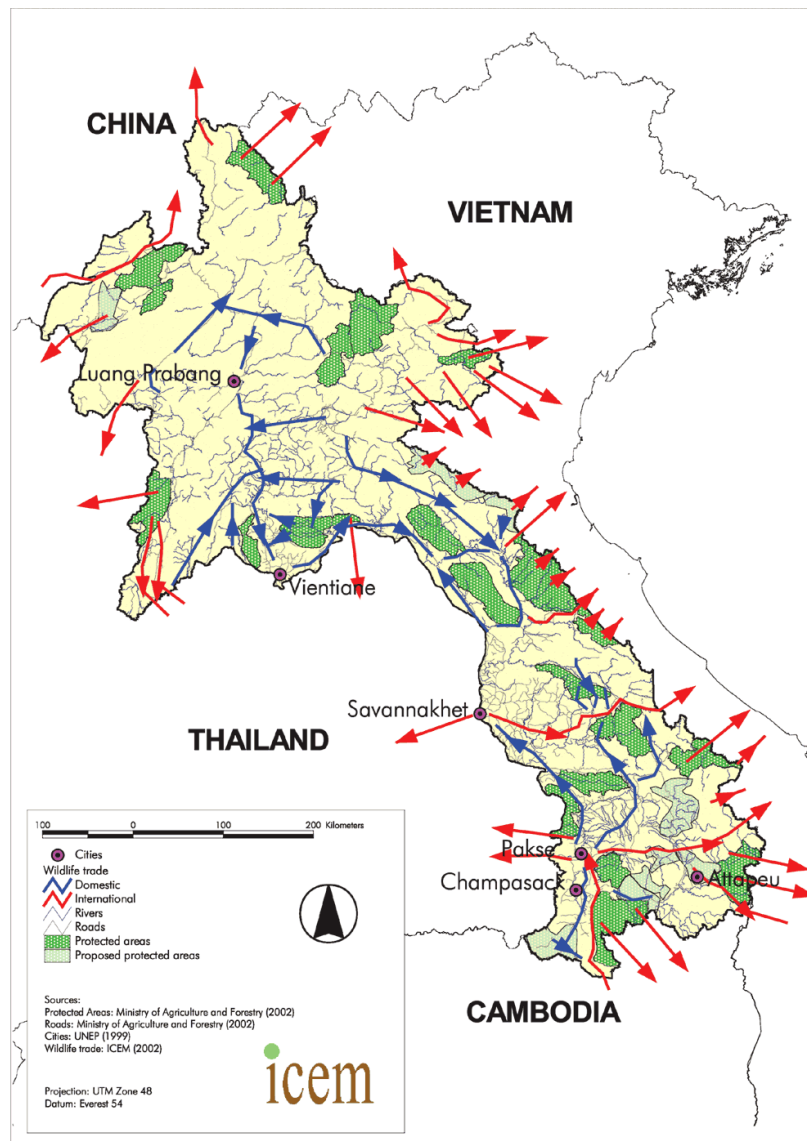 CHINA
VIETNAM
Luang Prabang
Vientiane
Savannakhet
THAILAND
Pakse
Champasack
Attapeu
CAMBODIA
100 0 100 200 Kilometers
Cities
Wildlife trade
Domestic
International
Rivers
Roads
Protected areas
Proposed protected areas
Sources:
Protected Areas: Ministry of Agriculture and Forestry (2002)
Roads: Ministry of Agriculture and Forestry (2002)
Cities: UNEP (1999)
Wildlife trade: ICEM (2002)
icem
Projection: UTM Zone 48
Datum: Everest 54